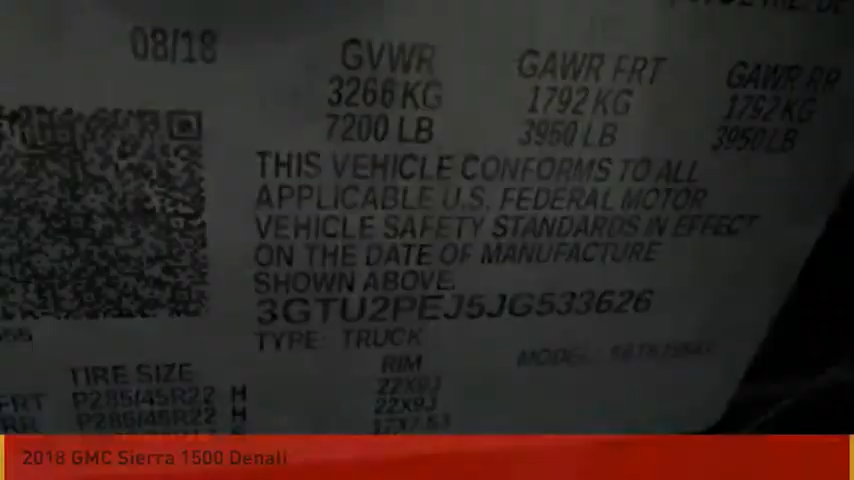 08/18
GVWR
3266 KG
7200 LB
GAWR FRT
1792 KG
3950 LB
GAWR RR
1792 KG
3950 LB
THIS VEHICLE CONFORMS TO ALL
APPLICABLE U.S. FEDERAL MOTOR
VEHICLE SAFETY STANDARDS IN EFFECT
ON THE DATE OF MANUFACTURE
SHOWN ABOVE.
3GTU2PEJ5JG533626
TYPE: TRUCK
MODEL:
TIRE SIZE
RIM
FRT P285/45R22 H 22X9J
RR P285/45R22 H 22X9J
2018 GMC Sierra 1500 Denali